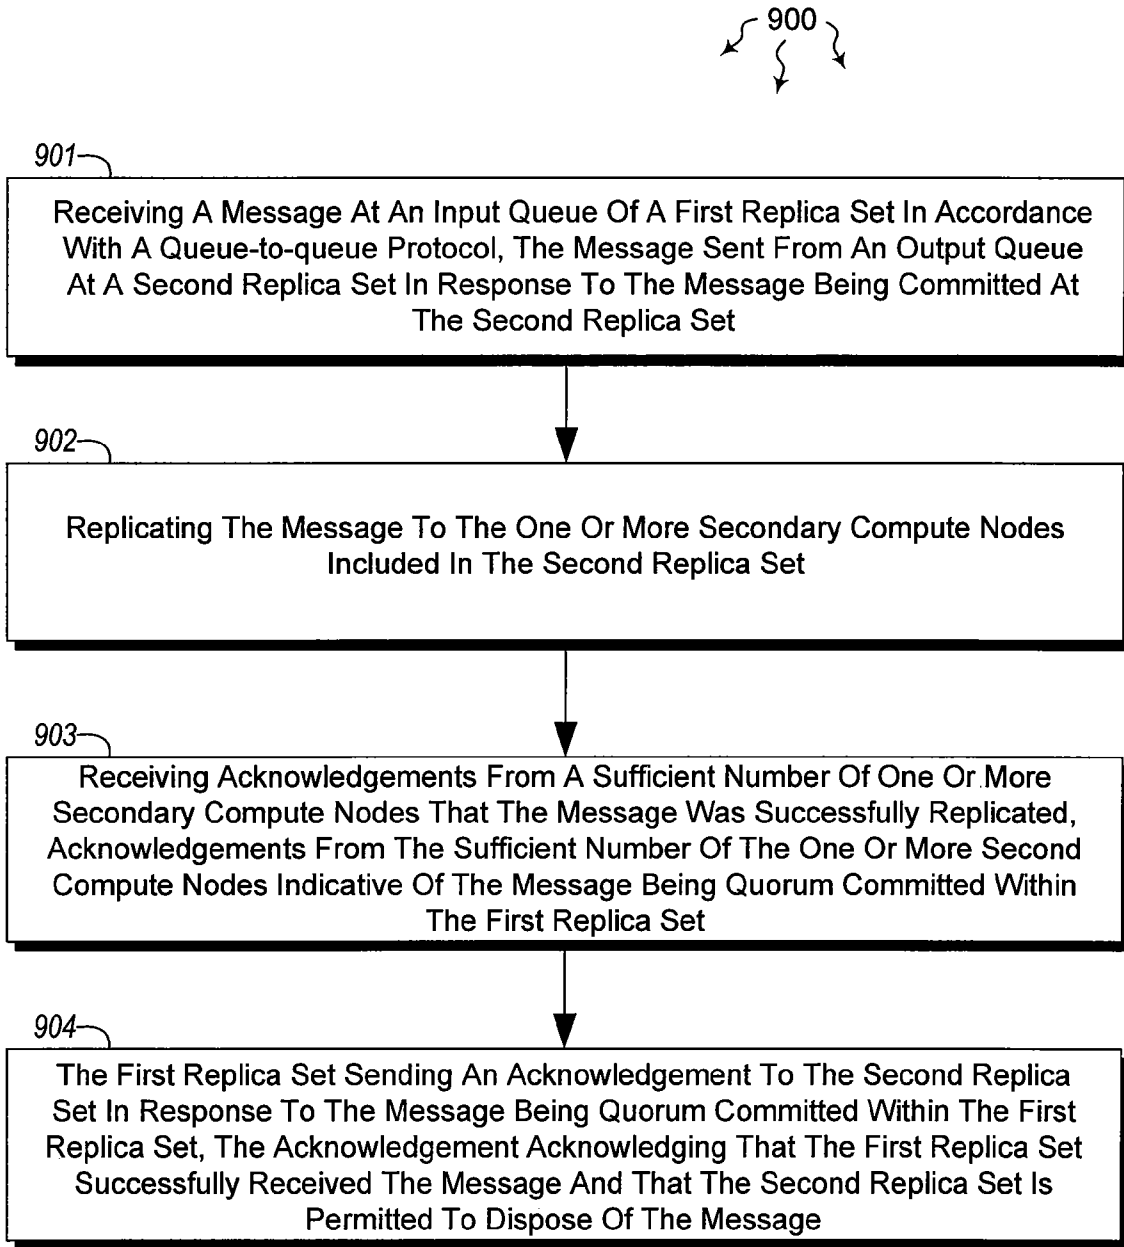 900
901
Receiving A Message At An Input Queue Of A First Replica Set In Accordance
With A Queue-to-queue Protocol, The Message Sent From An Output Queue
At A Second Replica Set In Response To The Message Being Committed At
The Second Replica Set
902
Replicating The Message To The One Or More Secondary Compute Nodes
Included In The Second Replica Set
903
Receiving Acknowledgements From A Sufficient Number Of One Or More
Secondary Compute Nodes That The Message Was Successfully Replicated,
Acknowledgements From The Sufficient Number Of The One Or More Second
Compute Nodes Indicative Of The Message Being Quorum Committed Within
The First Replica Set
904
The First Replica Set Sending An Acknowledgement To The Second Replica
Set In Response To The Message Being Quorum Committed Within The First
Replica Set, The Acknowledgement Acknowledging That The First Replica Set
Successfully Received The Message And That The Second Replica Set Is
Permitted To Dispose Of The Message